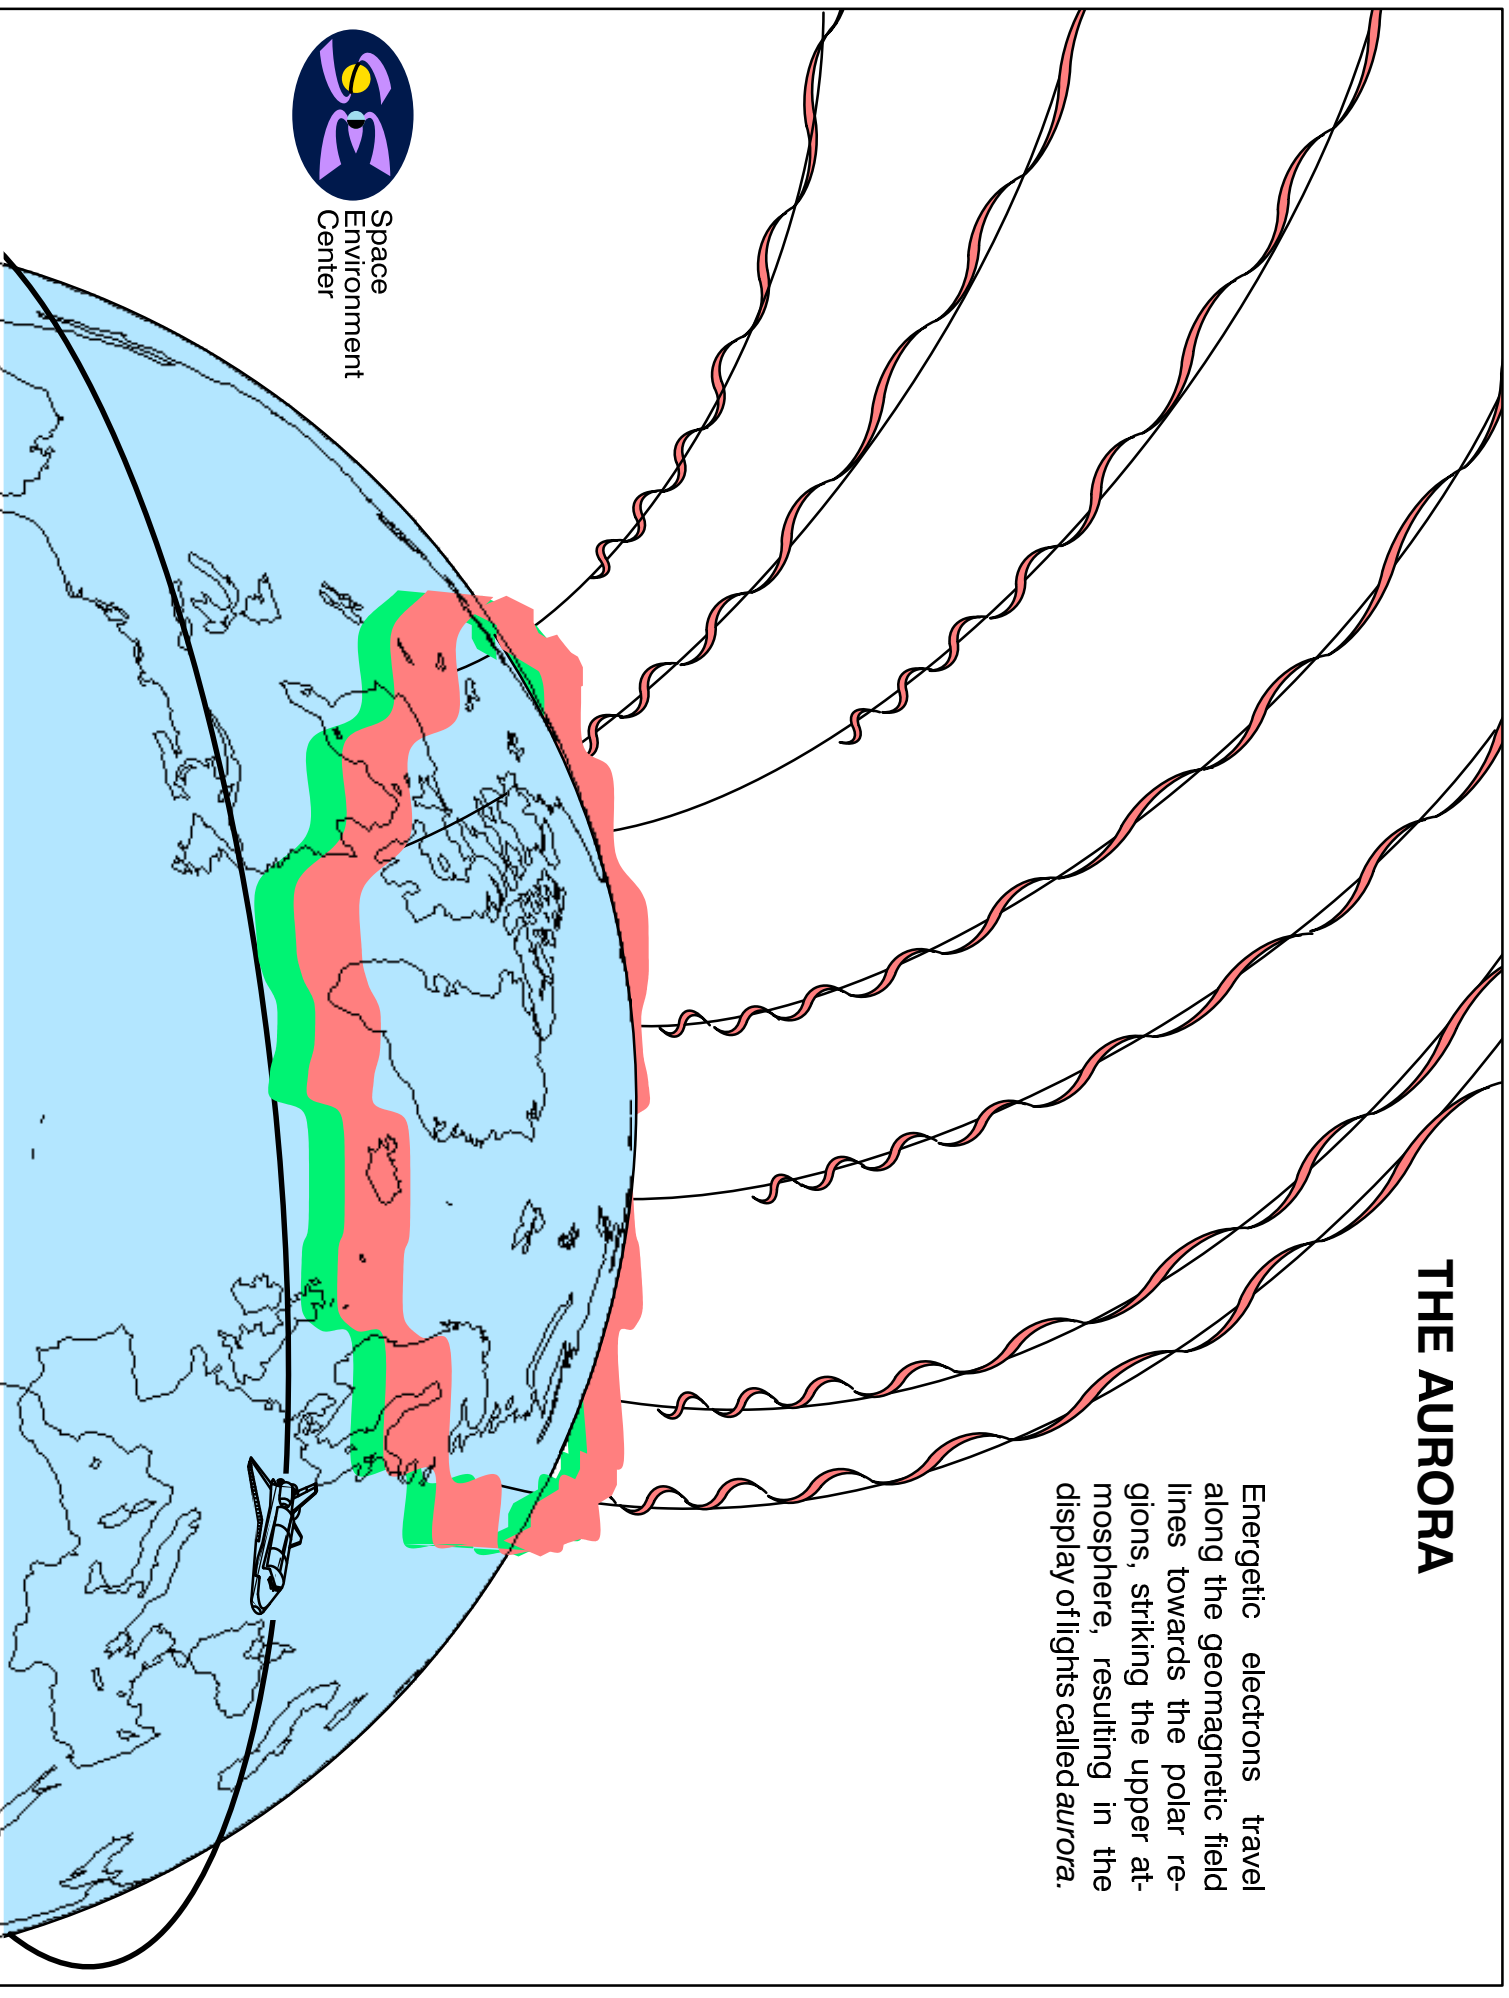 THE AURORA
Energetic electrons travel
along the geomagnetic field
lines towards the polar re-
gions, striking the upper at-
mosphere, resulting in the
display of lights called aurora.
Space
Environment
Center